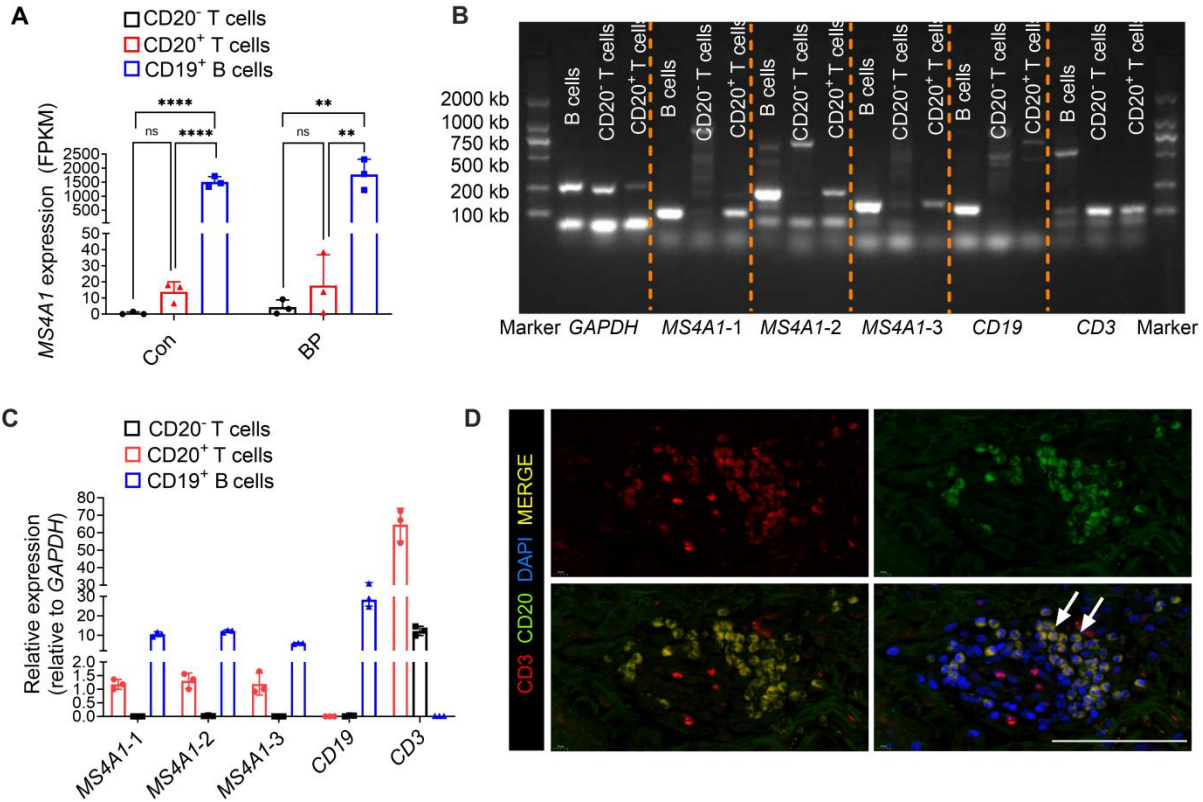 A
CD20- T cells
CD20+ T cells
CD19+ B cells
MS4A1 expression (FPKM)
2500
2000
1500
1000
500
50
40
30
20
10
0
****
ns
****
**
ns
**
Con
BP
B
2000 kb
1000 kb
750 kb
500 kb
200 kb
100 kb
B cells
CD20- T cells
CD20+ T cells
B cells
CD20- T cells
CD20+ T cells
B cells
CD20- T cells
CD20+ T cells
B cells
CD20- T cells
CD20+ T cells
B cells
CD20- T cells
CD20+ T cells
B cells
CD20- T cells
CD20+ T cells
Marker GAPDH MS4A1-1 MS4A1-2 MS4A1-3 CD19 CD3 Marker
C
CD20- T cells
CD20+ T cells
CD19+ B cells
Relative expression
(relative to GAPDH)
80
70
60
50
40
30
30
20
10
2.0
1.5
1.0
0.5
0.0
MS4A1-1
MS4A1-2
MS4A1-3
CD19
CD3
D
CD3 CD20 DAPI MERGE